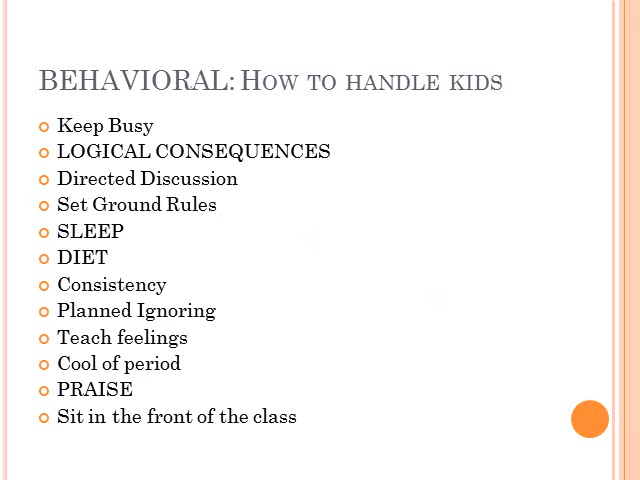 BEHAVIORAL: HOW TO HANDLE KIDS
Keep Busy
LOGICAL CONSEQUENCES
Directed Discussion
Set Ground Rules
SLEEP
DIET
Consistency
Planned Ignoring
Teach feelings
Cool of period
PRAISE
Sit in the front of the class